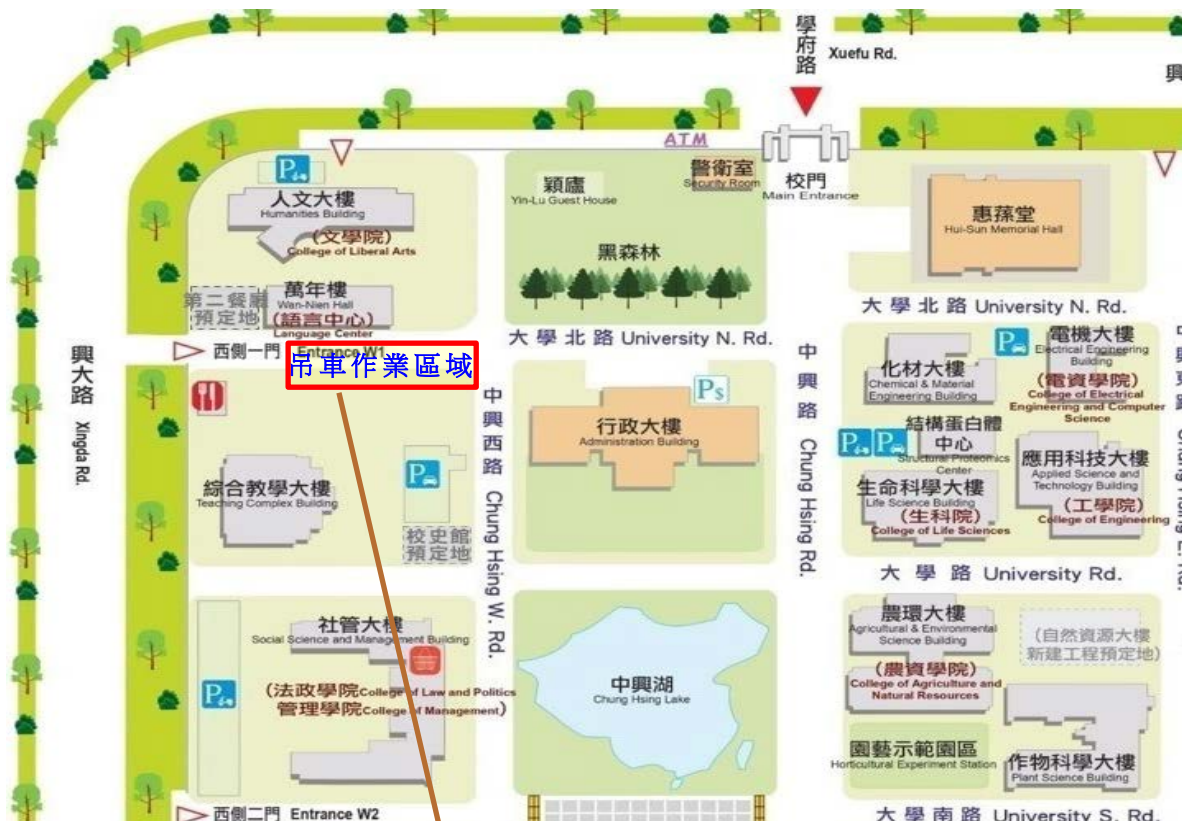 學府路
Xuefu Rd.
興
ATM
警衛室
Security Room
校門
Main Entrance
人文大樓
Humanities Building
(文學院)
College of Liberal Arts
穎廬
Yin-Lu Guest House
黑森林
惠蓀堂
Hui-Sun Memorial Hall
第二餐廳
預定地
萬年樓
Wan-Nien Hall
(語言中心)
Language Center
大學北路 University N. Rd.
大學北路 University N. Rd.
西側一門 Entrance W1
吊車作業區域
興大路 Xingda Rd.
中興西路 Chung Hsing W. Rd.
行政大樓
Administration Building
中興路 Chung Hsing Rd.
化材大樓
Chemical & Material
Engineering Building
電機大樓
Electrical Engineering
Building
(電資學院)
College of Electrical
Engineering and Computer
Science
結構蛋白體
中心
Structural Proteomics
Center
應用科技大樓
Applied Science and
Technology Building
(工學院)
College of Engineering
生命科學大樓
Life Science Building
(生科院)
College of Life Sciences
綜合教學大樓
Teaching Complex Building
校史館
預定地
大學路 University Rd.
社管大樓
Social Science and Management Building
(法政學院College of Law and Politics
管理學院College of Management)
中興湖
Chung Hsing Lake
農環大樓
Agricultural & Environmental
Science Building
(農資學院)
College of Agriculture and
Natural Resources
(自然資源大樓
新建工程預定地)
園藝示範園區
Horticultural Experiment Station
作物科學大樓
Plant Science Building
西側二門 Entrance W2
大學南路 University S. Rd.